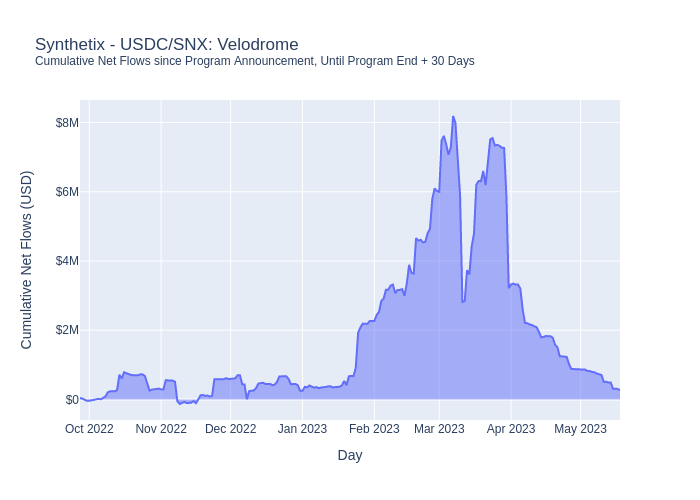 Synthetix - USDC/SNX: Velodrome
Cumulative Net Flows since Program Announcement, Until Program End + 30 Days
Cumulative Net Flows (USD)
$8M
$6M
$4M
$2M
$0
Oct 2022 Nov 2022 Dec 2022 Jan 2023 Feb 2023 Mar 2023 Apr 2023 May 2023
Day